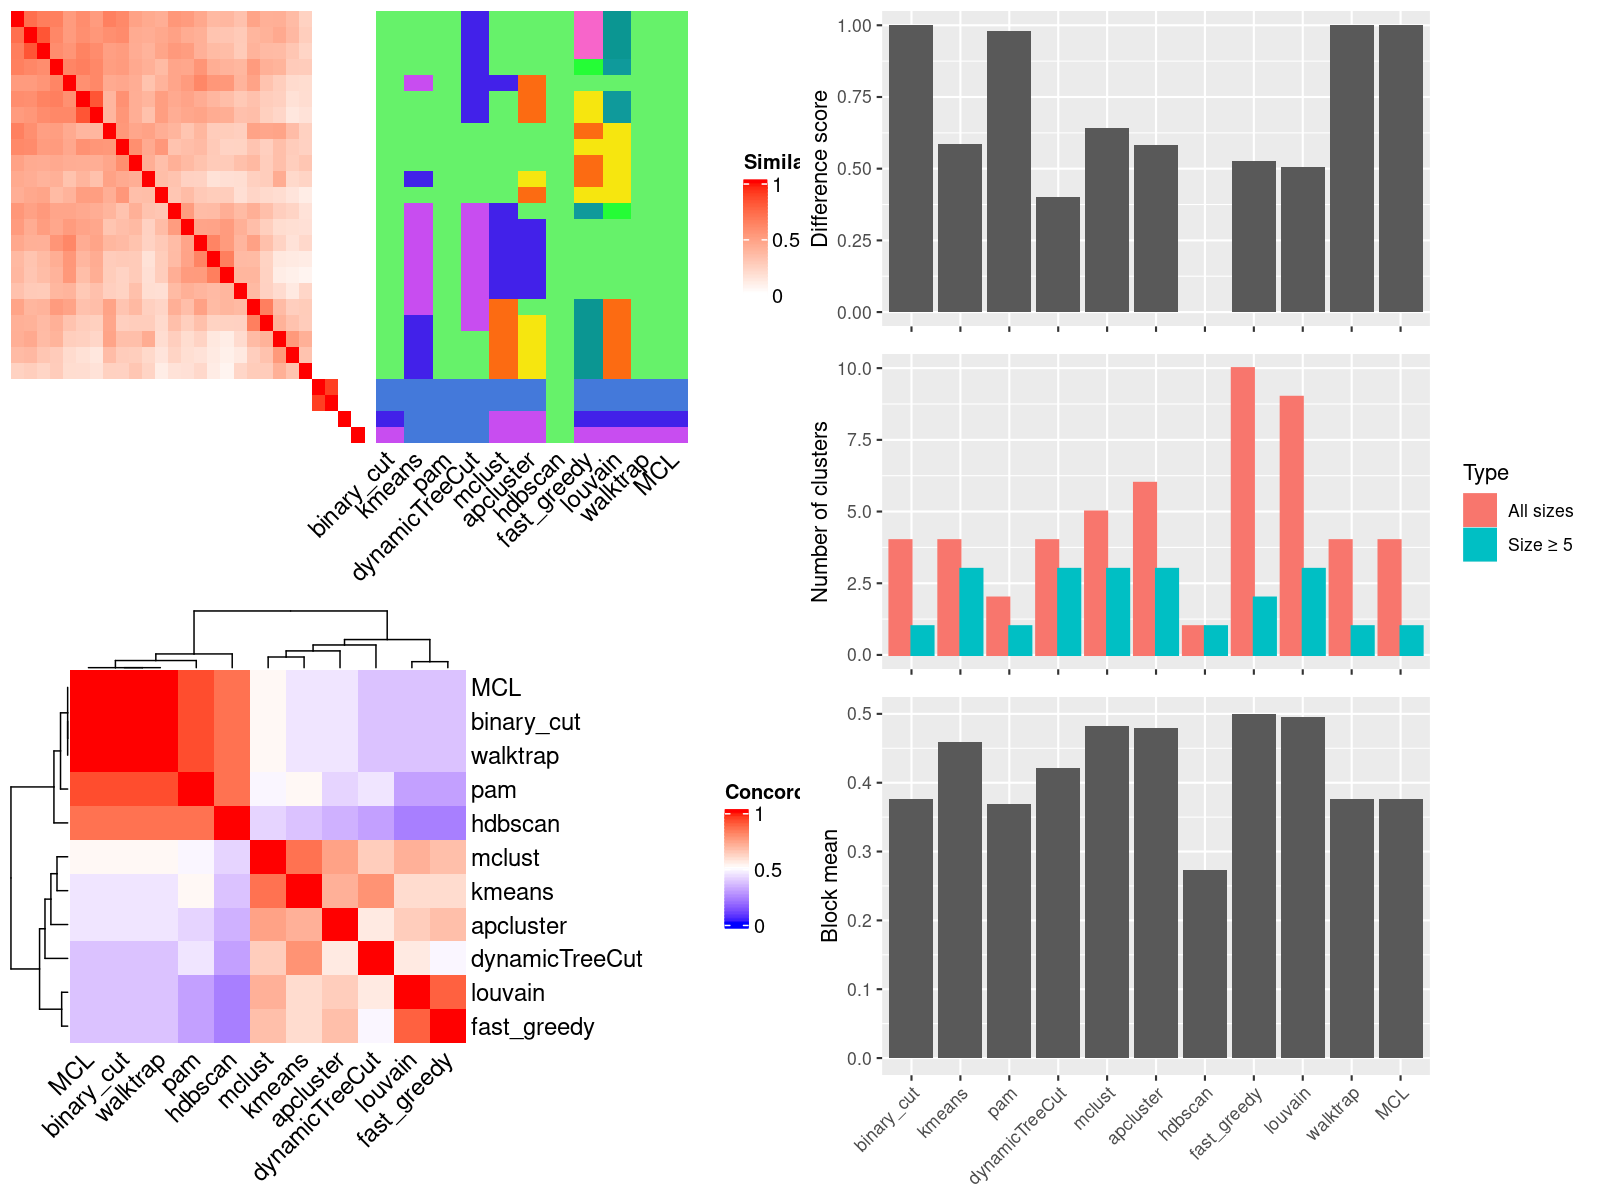 Simila
1
0.5
0
binary_cut
kmeans
pam
dynamicTreeCut
mclust
apcluster
hdbscan
fast_greedy
louvain
walktrap
MCL
MCL
binary_cut
walktrap
pam
hdbscan
mclust
kmeans
apcluster
dynamicTreeCut
louvain
fast_greedy
MCL
binary_cut
walktrap
pam
hdbscan
mclust
kmeans
apcluster
dynamicTreeCut
louvain
fast_greedy
Concord
1
0.5
0
Difference score
1.00
0.75
0.50
0.25
0.00
Number of clusters
10.0
7.5
5.0
2.5
0.0
Type
All sizes
Size ≥ 5
Block mean
0.5
0.4
0.3
0.2
0.1
0.0
binary_cut
kmeans
pam
dynamicTreeCut
mclust
apcluster
hdbscan
fast_greedy
louvain
walktrap
MCL